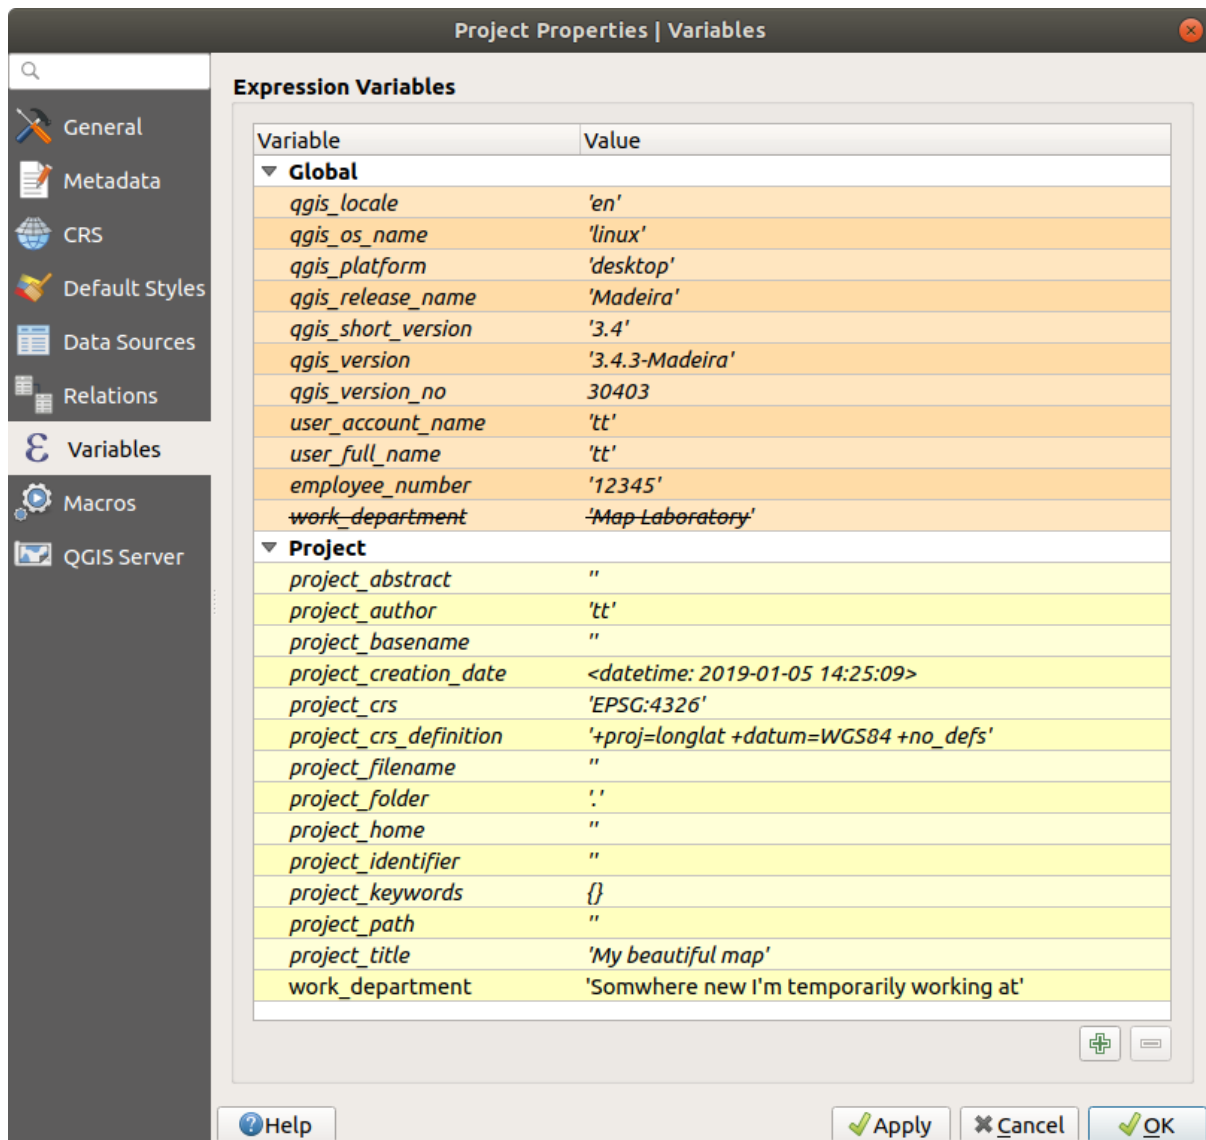 Project Properties | Variables
General
Metadata
CRS
Default Styles
Data Sources
Relations
Variables
Macros
QGIS Server
Expression Variables
Variable Value
Global
qgis_locale 'en'
qgis_os_name 'linux'
qgis_platform 'desktop'
qgis_release_name 'Madeira'
qgis_short_version '3.4'
qgis_version '3.4.3-Madeira'
qgis_version_no 30403
user_account_name 'tt'
user_full_name 'tt'
employee_number '12345'
work_department 'Map Laboratory'
Project
project_abstract ''
project_author 'tt'
project_basename ''
project_creation_date <datetime: 2019-01-05 14:25:09>
project_crs 'EPSG:4326'
project_crs_definition '+proj=longlat +datum=WGS84 +no_defs'
project_filename ''
project_folder '.'
project_home ''
project_identifier ''
project_keywords {}
project_path ''
project_title 'My beautiful map'
work_department 'Somwhere new I'm temporarily working at'
Help
Apply
Cancel
OK